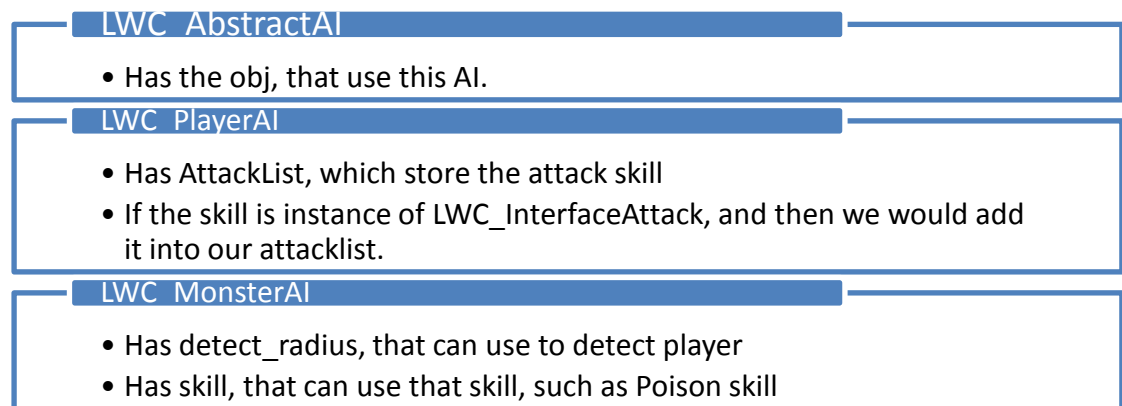 LWC_AbstractAI
• Has the obj, that use this AI.
LWC_PlayerAI
• Has AttackList, which store the attack skill
• If the skill is instance of LWC_InterfaceAttack, and then we would add
it into our attacklist.
LWC_MonsterAI
• Has detect_radius, that can use to detect player
• Has skill, that can use that skill, such as Poison skill